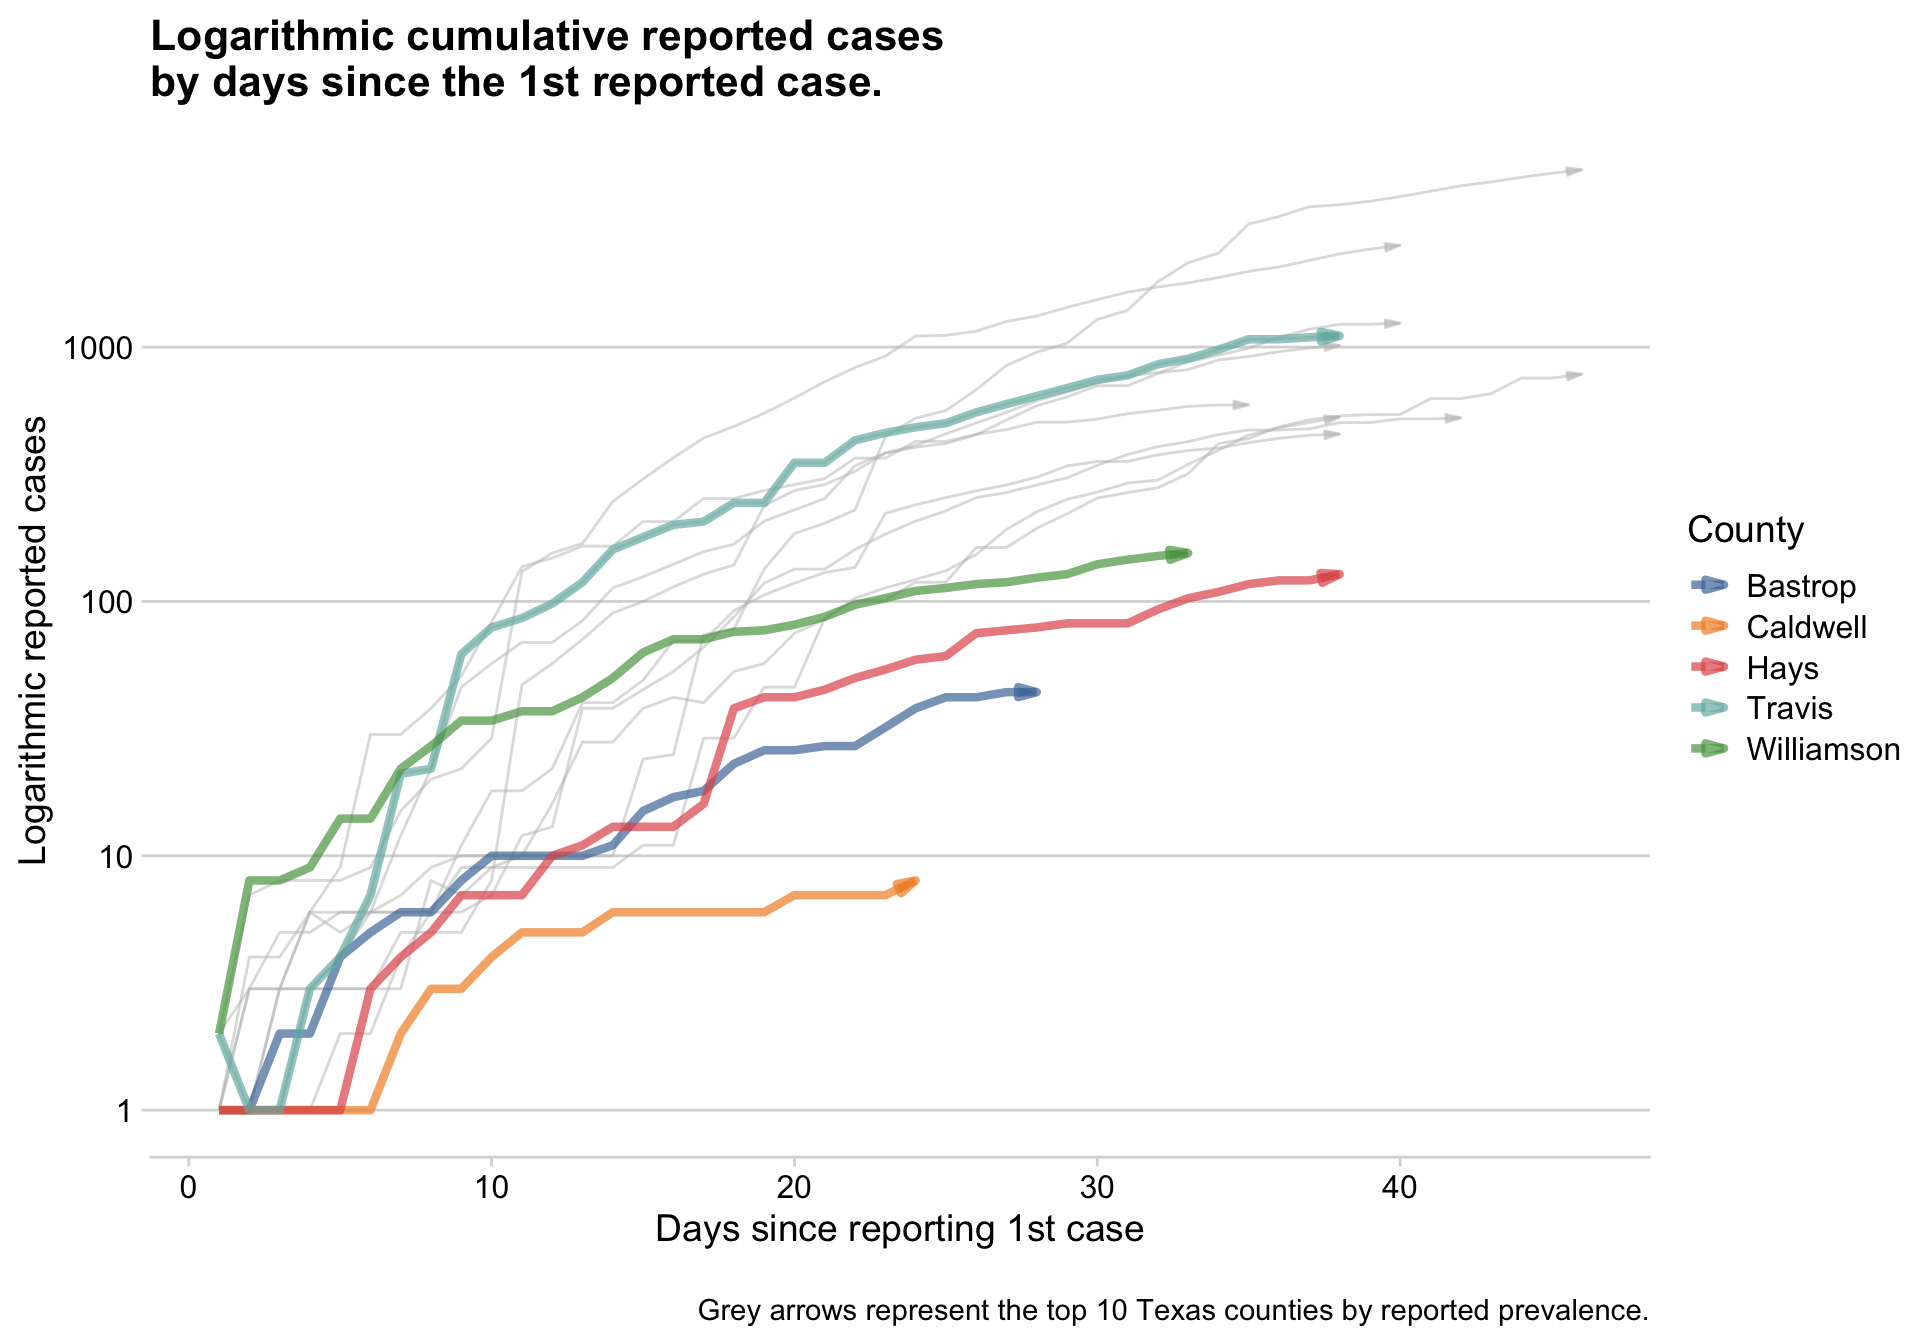 Logarithmic cumulative reported cases
by days since the 1st reported case.
Logarithmic reported cases
1000
100
10
1
0 10 20 30 40
Days since reporting 1st case
County
Bastrop
Caldwell
Hays
Travis
Williamson
Grey arrows represent the top 10 Texas counties by reported prevalence.